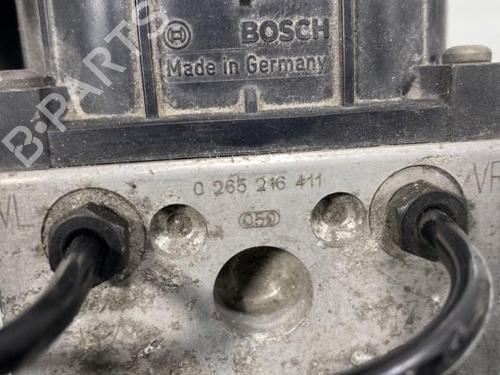 BOSCH
Made in Germany
B-PARTS
0 265 216 411
VL
VR